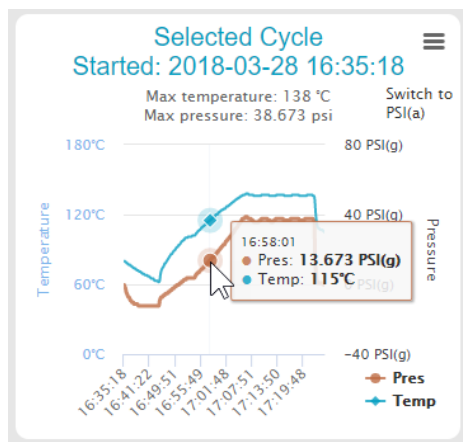 Selected Cycle
Started: 2018-03-28 16:35:18
Max temperature: 138 °C
Max pressure: 38.673 psi
Switch to
PSI(a)
180°C
80 PSI(g)
120°C
40 PSI(g)
60°C
PSI(g)
0°C
-40 PSI(g)
Temperature
Pressure
16:58:01
Pres: 13.673 PSI(g)
Temp: 115°C
16:35:18
16:41:22
16:49:51
16:55:49
17:01:48
17:07:51
17:13:50
17:19:48
Pres
Temp